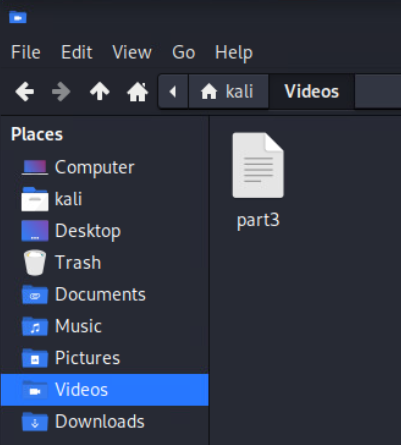 File Edit View Go Help
kali Videos
Places
Computer
kali
Desktop
Trash
Documents
Music
Pictures
Videos
Downloads
part3